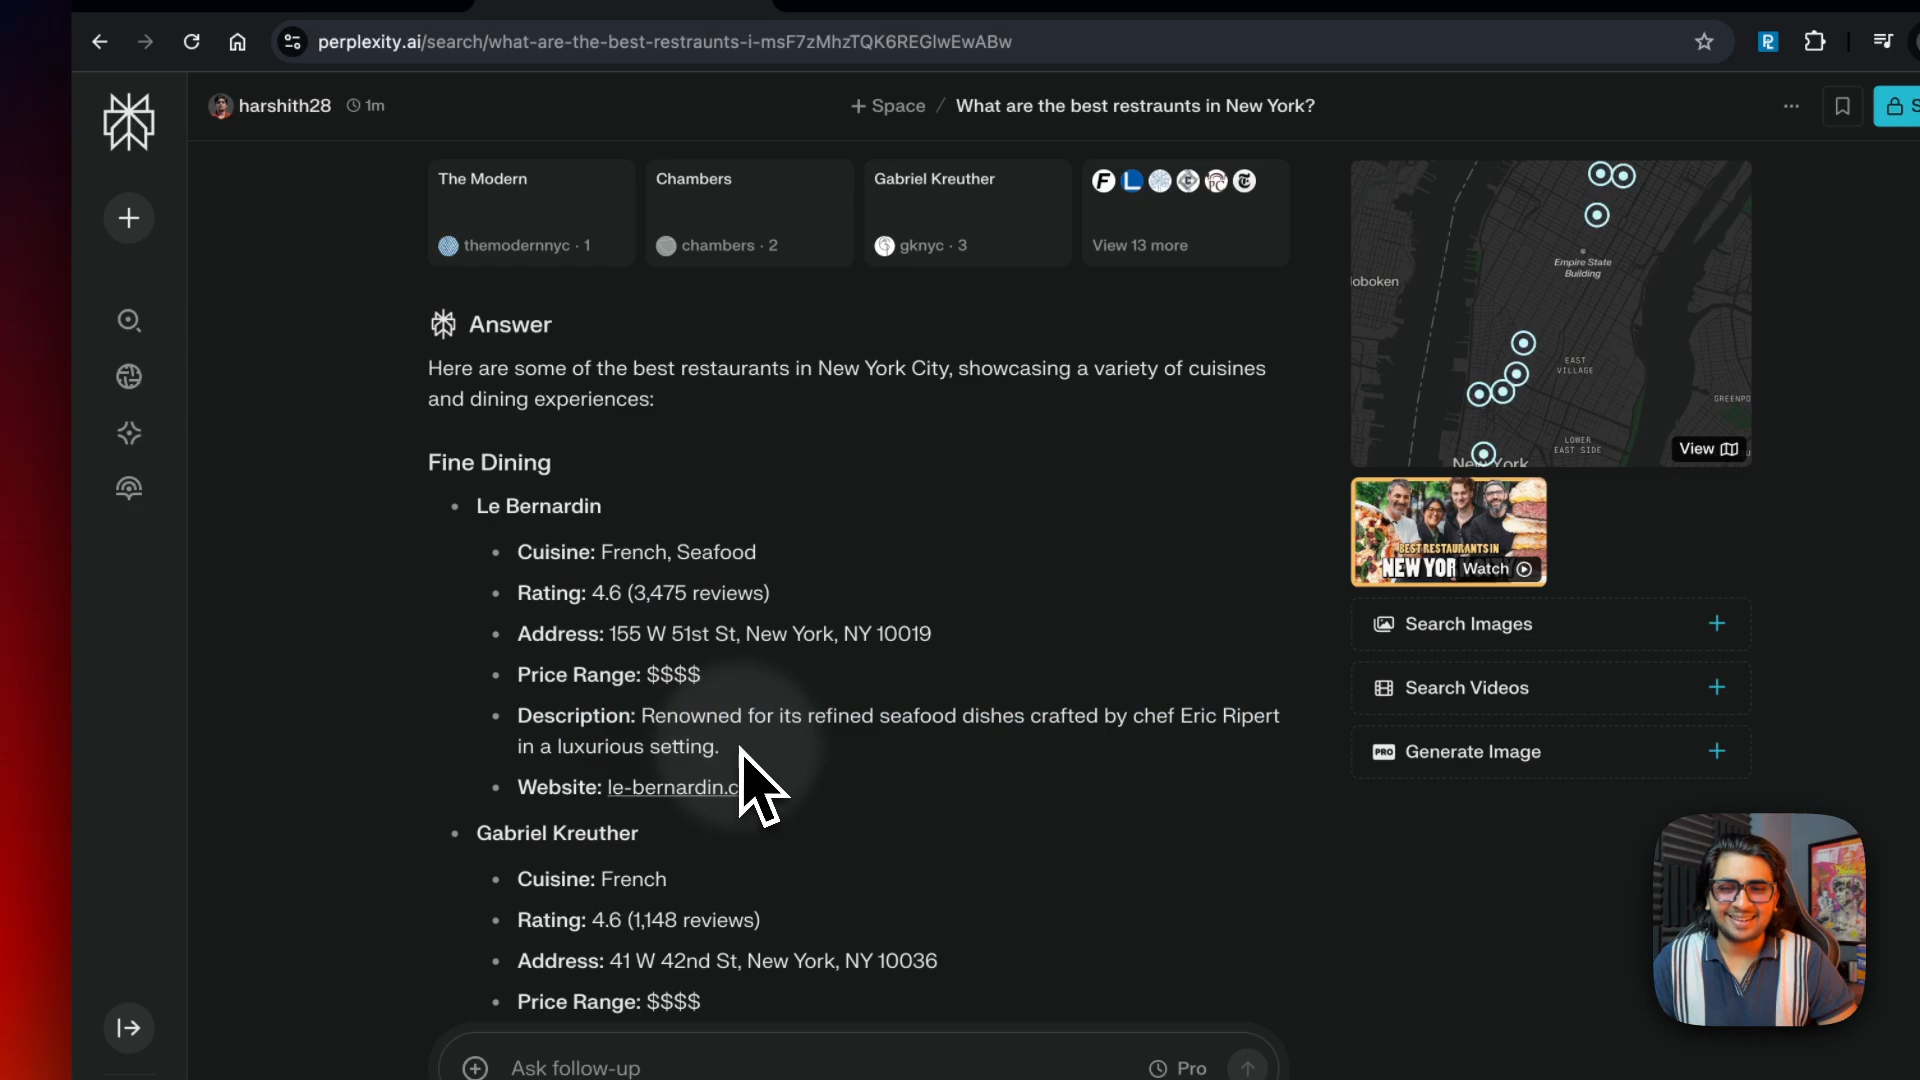 perplexity.ai/search/what-are-the-best-restraunts-i-msF7zMhzTQK6REGlwEwABw
harshith28 1m
+ Space / What are the best restraunts in New York?
The Modern
themodernnyc · 1
Chambers
chambers · 2
Gabriel Kreuther
gknyc · 3
View 13 more
Answer
Here are some of the best restaurants in New York City, showcasing a variety of cuisines
and dining experiences:
Fine Dining
• Le Bernardin
• Cuisine: French, Seafood
• Rating: 4.6 (3,475 reviews)
• Address: 155 W 51st St, New York, NY 10019
• Price Range: $$$$
• Description: Renowned for its refined seafood dishes crafted by chef Eric Ripert
in a luxurious setting.
• Website: le-bernardin.c
• Gabriel Kreuther
• Cuisine: French
• Rating: 4.6 (1,148 reviews)
• Address: 41 W 42nd St, New York, NY 10036
• Price Range: $$$$
Ask follow-up
Pro
Empire State
Building
oboken
EAST
VILLAGE
GREENPO
LOWER
EAST SIDE
New York
View
BEST RESTAURANTS IN
NEW YOR
Watch
Search Images
Search Videos
PRO Generate Image